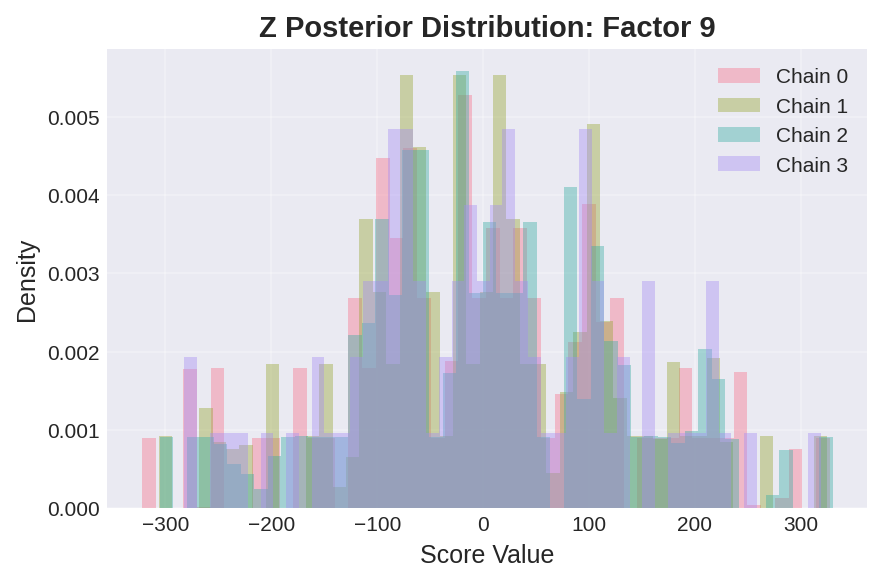 Z Posterior Distribution: Factor 9
Chain 0
Chain 1
Chain 2
Chain 3
Density
0.005
0.004
0.003
0.002
0.001
0.000
−300 −200 −100 0 100 200 300
Score Value